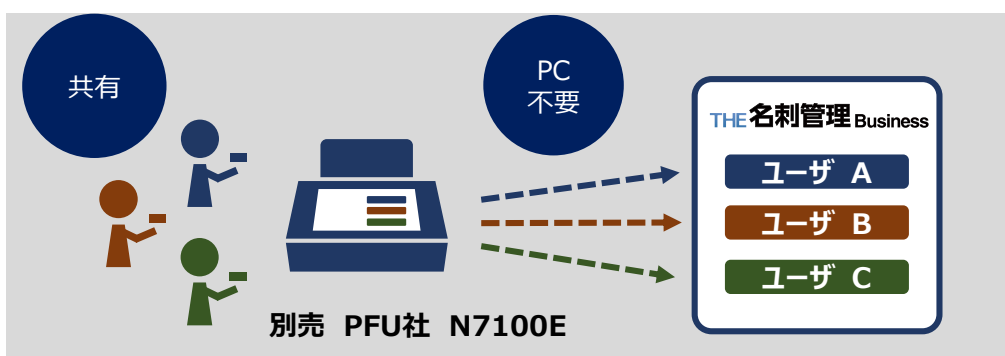 共有
PC
不要
THE 名刺管理 Business
ユーザ A
ユーザ B
ユーザ C
別売 PFU社 N7100E